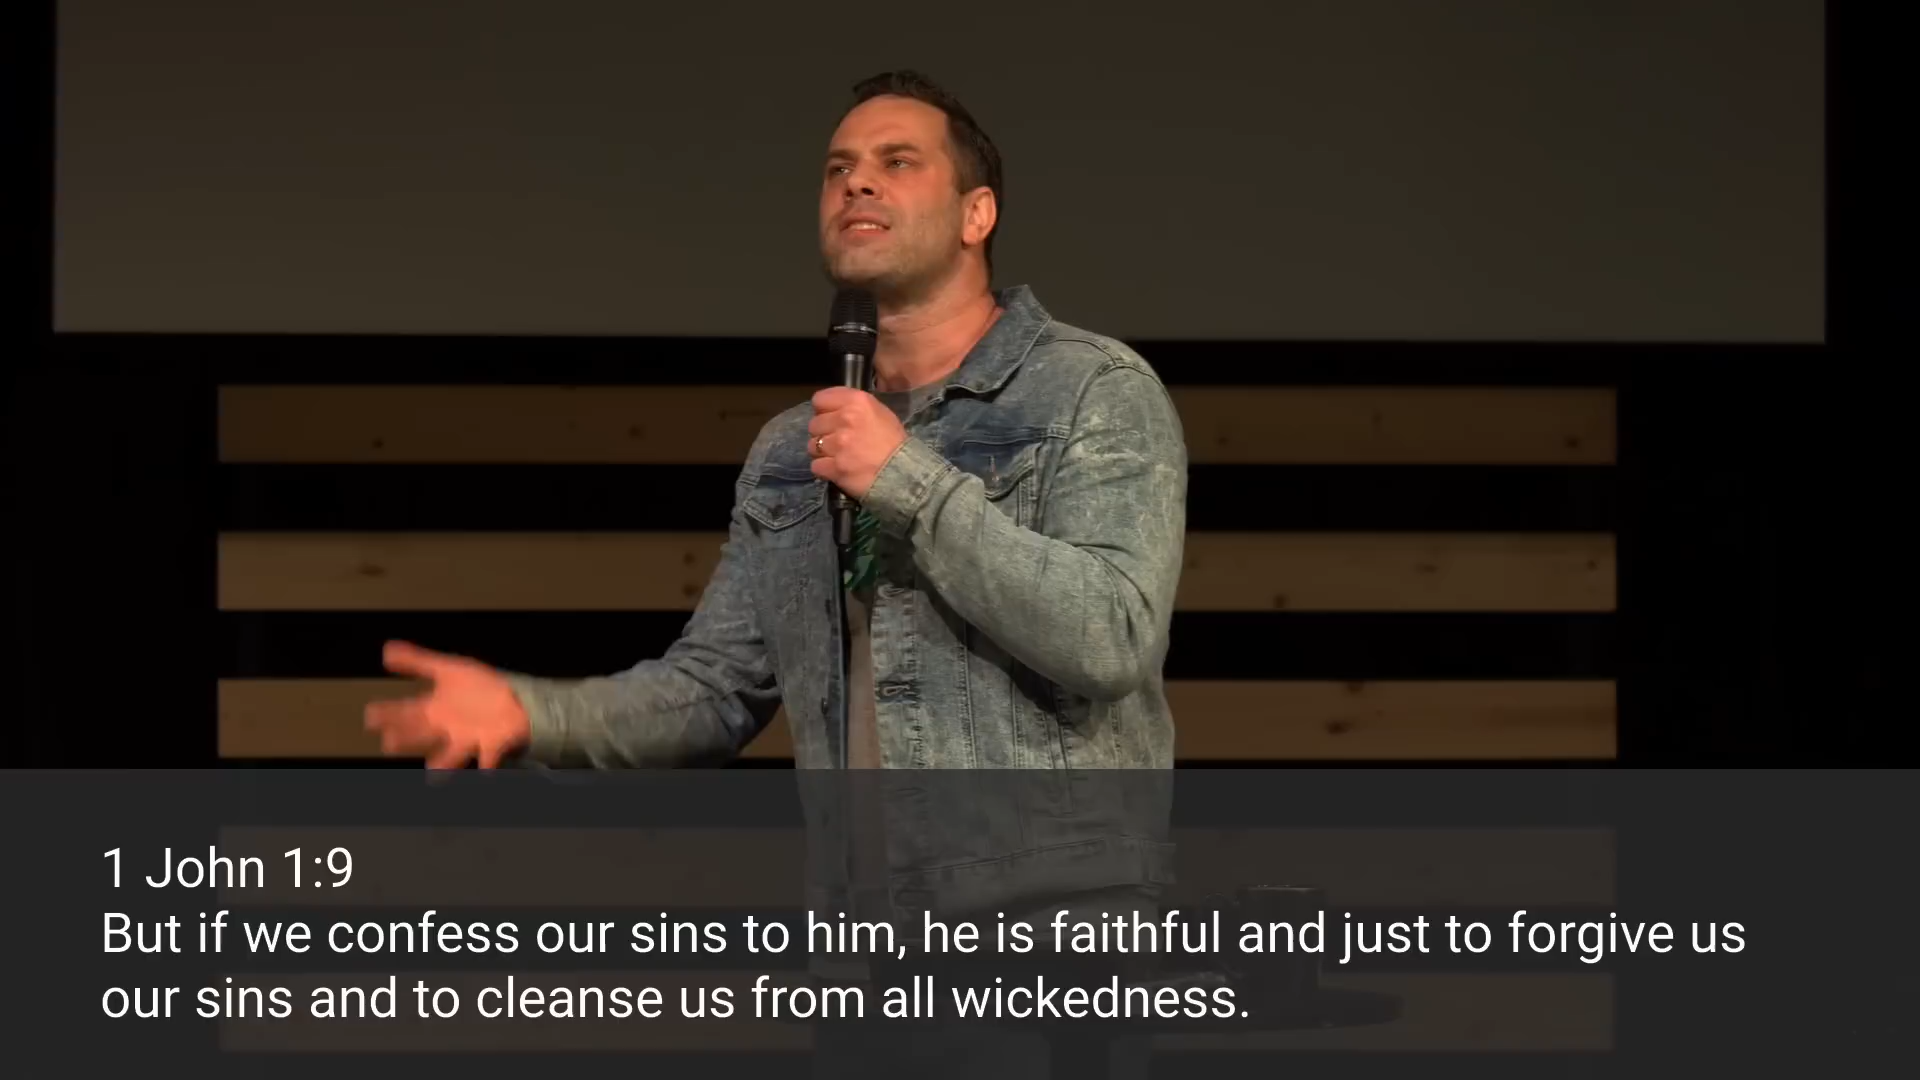 1 John 1:9
But if we confess our sins to him, he is faithful and just to forgive us
our sins and to cleanse us from all wickedness.